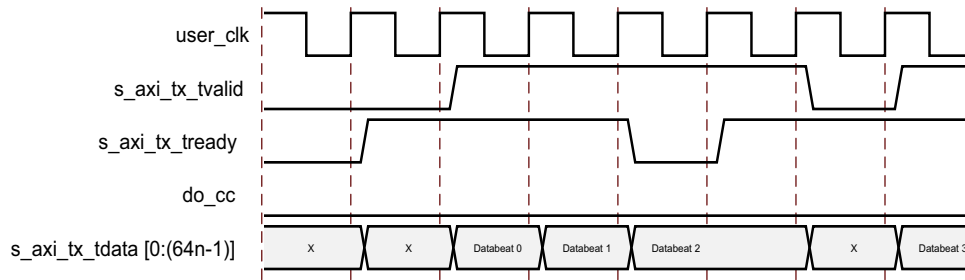 user_clk
s_axi_tx_tvalid
s_axi_tx_tready
do_cc
s_axi_tx_tdata [0:(64n-1)]
X
X
Databeat 0
Databeat 1
Databeat 2
X
Databeat 3